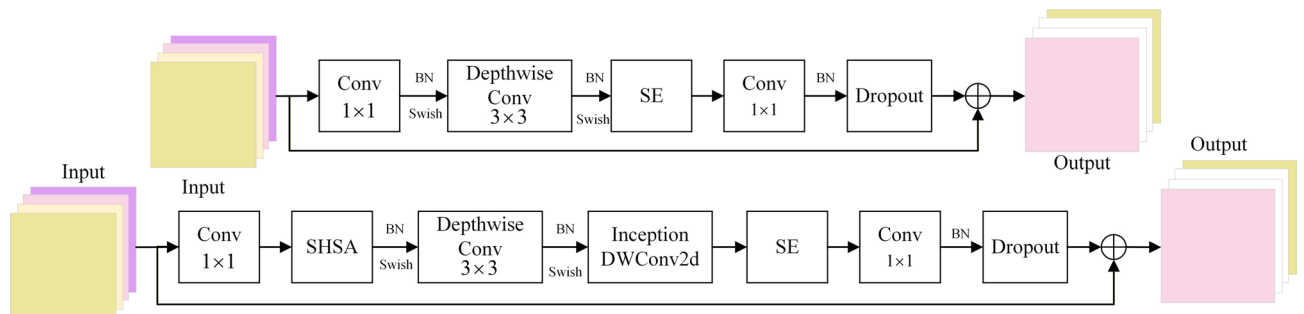 Conv
1×1
BN
Swish
Depthwise
Conv
3×3
BN
Swish
SE
Conv
1×1
BN
Dropout
Input
Output
Input
Output
Conv
1×1
SHSA
BN
Swish
Depthwise
Conv
3×3
BN
Swish
Inception
DWConv2d
SE
Conv
1×1
BN
Dropout